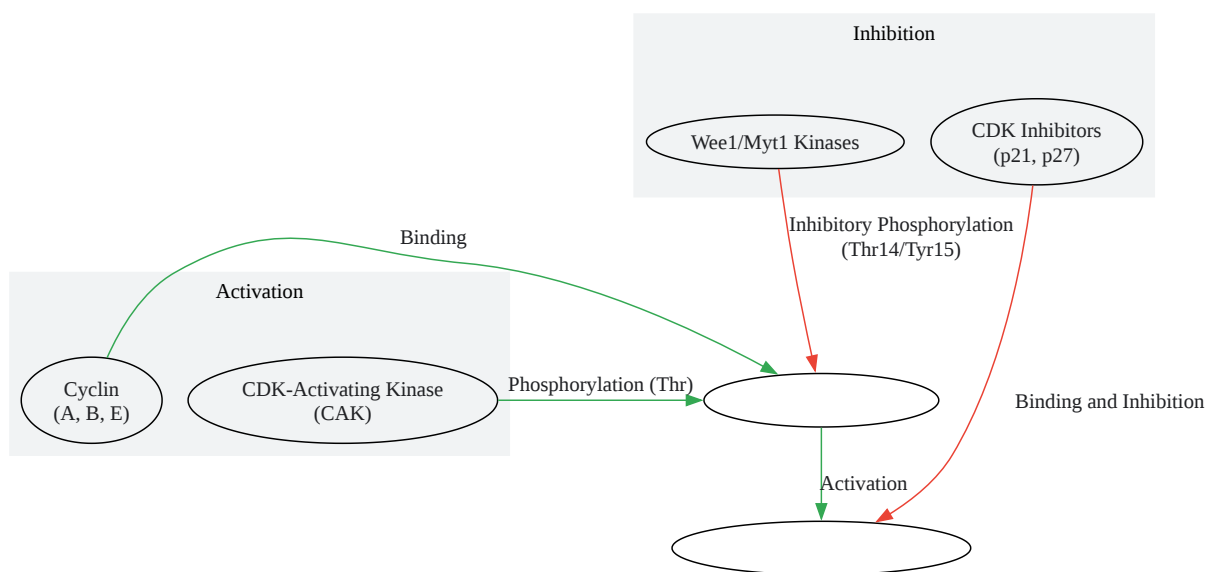 Inhibition
Wee1/Myt1 Kinases
CDK Inhibitors
(p21, p27)
Inhibitory Phosphorylation
(Thr14/Tyr15)
Binding
Activation
Cyclin
(A, B, E)
CDK-Activating Kinase
(CAK)
Phosphorylation (Thr)
Binding and Inhibition
Activation